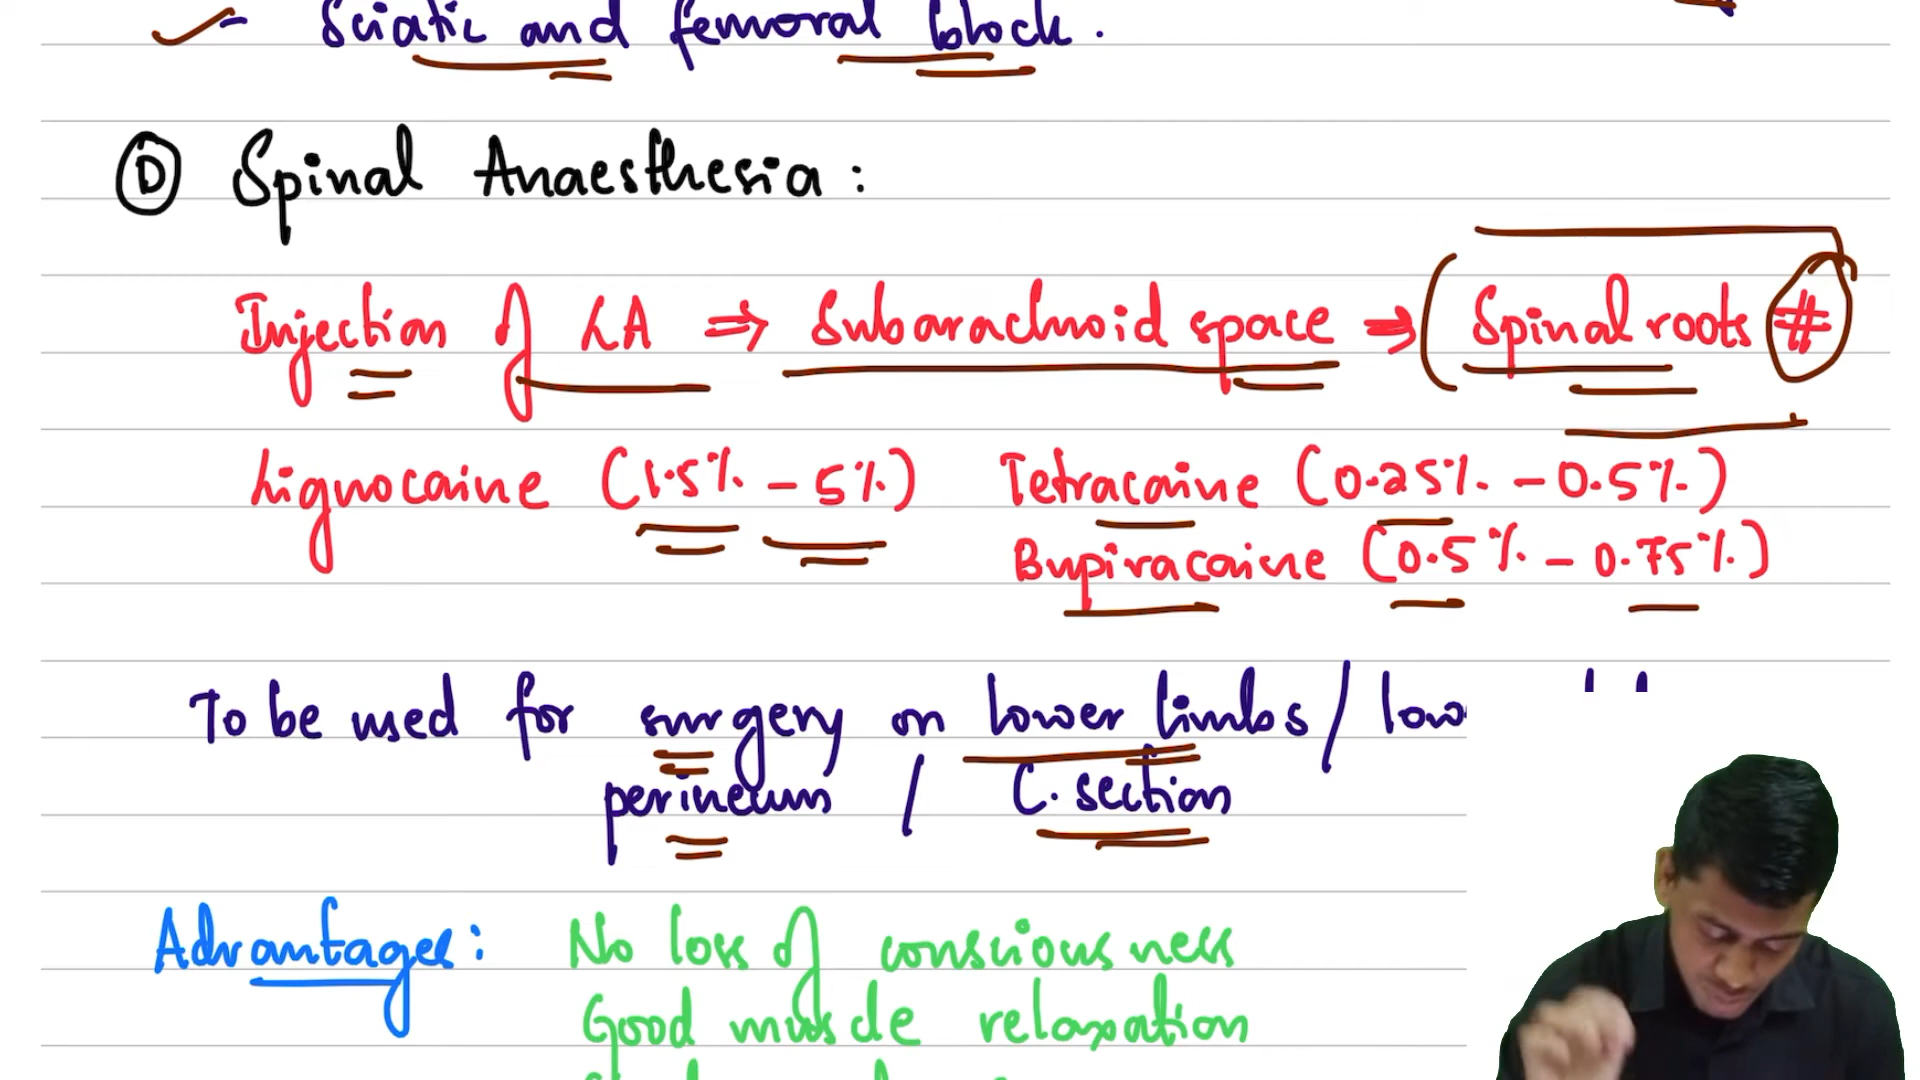 - Sciatic and femoral block.
D Spinal Anaesthesia:
Injection of LA ⇒ Subarachnoid space ⇒ (Spinal roots #
Lignocaine (1.5% - 5%) Tetracaine (0.25% - 0.5%)
Bupivacaine (0.5% - 0.75%)
To be used for surgery on lower limbs /
perineum / C. section
Advantages: No loss of consciousness
Good muscle relaxation